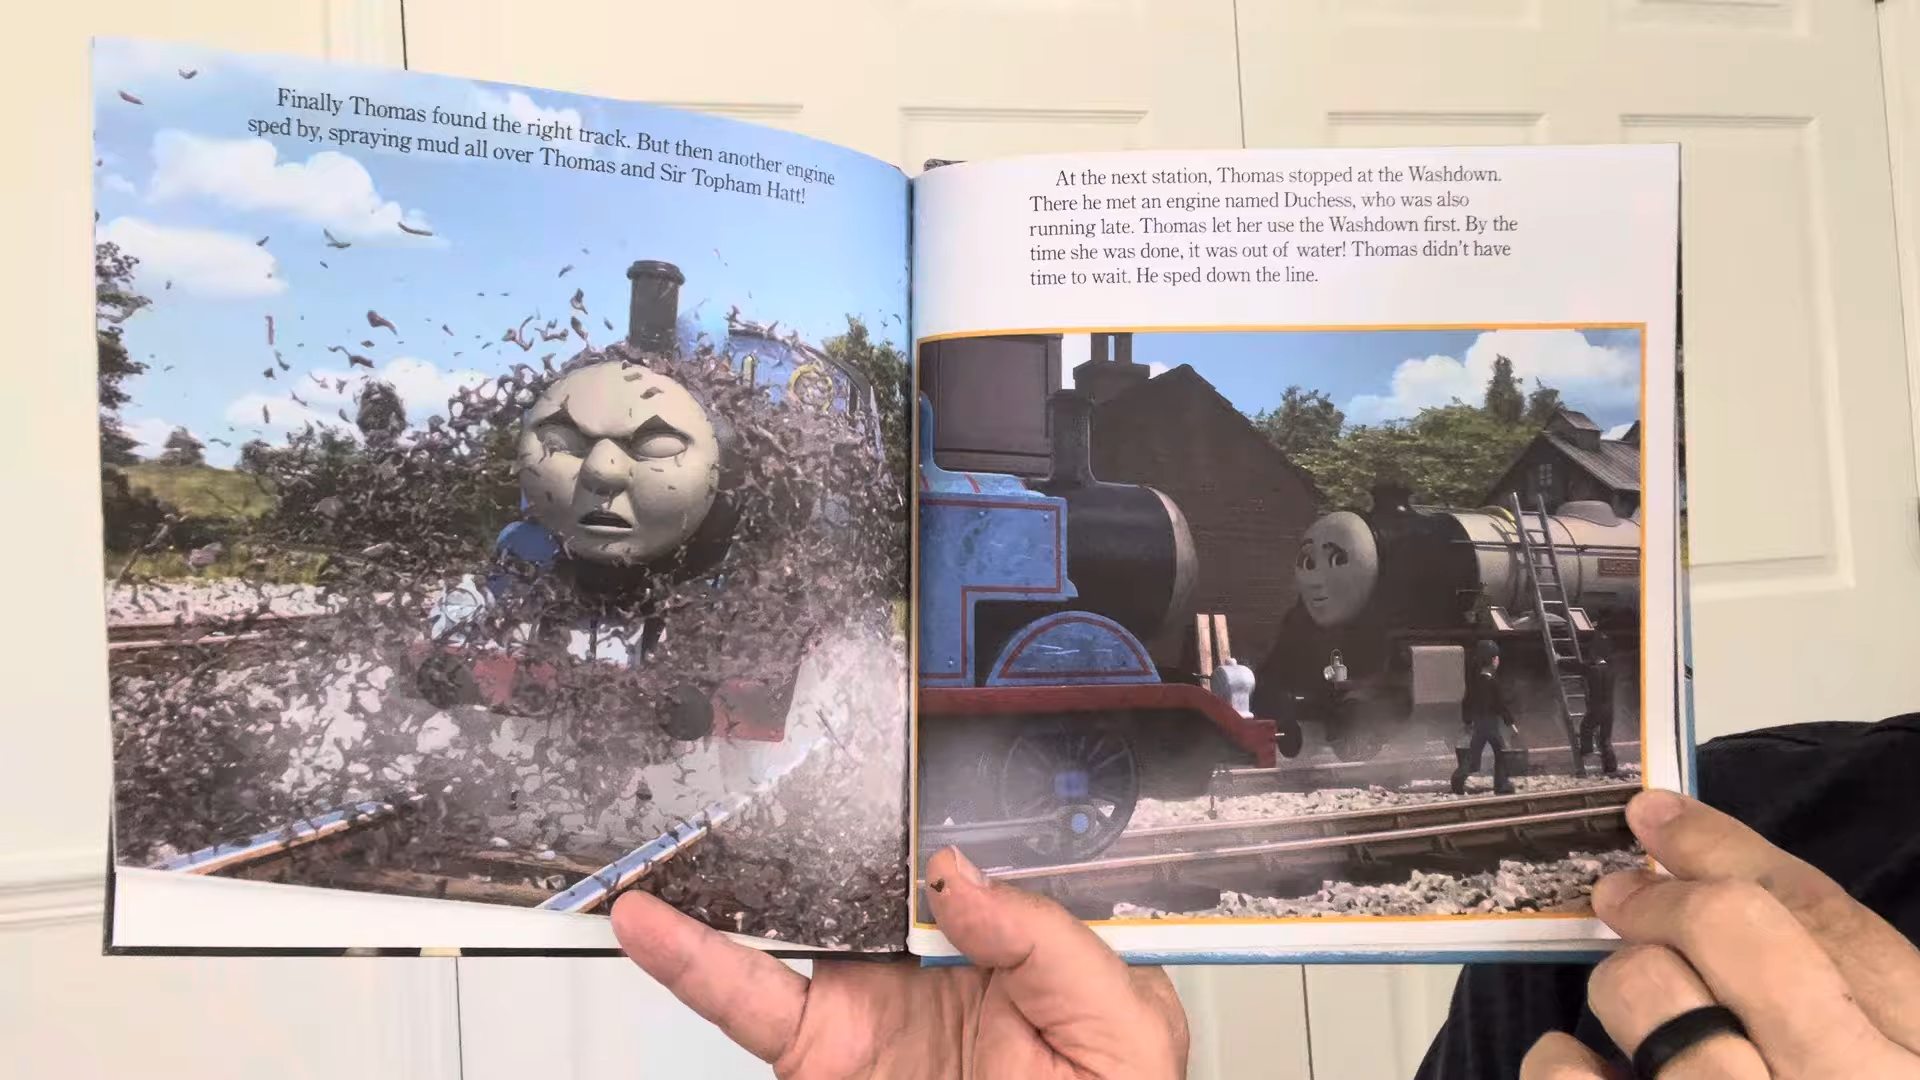 Finally Thomas found the right track. But then another engine
sped by, spraying mud all over Thomas and Sir Topham Hatt!
At the next station, Thomas stopped at the Washdown.
There he met an engine named Duchess, who was also
running late. Thomas let her use the Washdown first. By the
time she was done, it was out of water! Thomas didn't have
time to wait. He sped down the line.